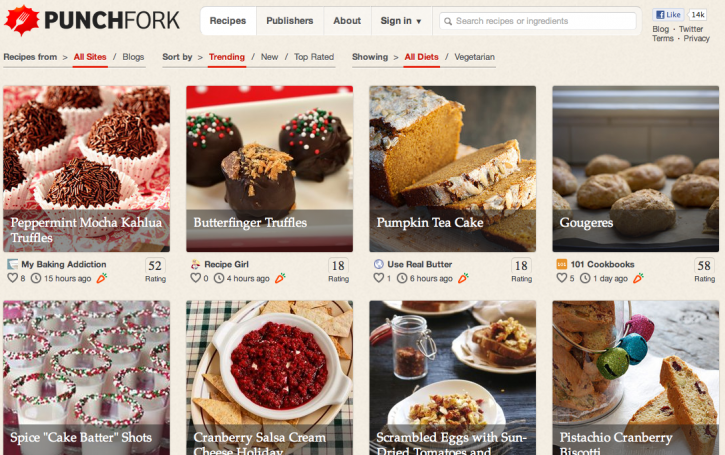 PUNCHFORK
Recipes
Publishers
About
Sign in ▼
Search recipes or ingredients
Like 14k
Blog · Twitter
Terms · Privacy
Recipes from > All Sites / Blogs
Sort by > Trending / New / Top Rated
Showing > All Diets / Vegetarian
Peppermint Mocha Kahlua
Truffles
Butterfinger Truffles
Pumpkin Tea Cake
Gougeres
My Baking Addiction
8 15 hours ago
52
Rating
Recipe Girl
0 4 hours ago
18
Rating
Use Real Butter
1 6 hours ago
18
Rating
101 Cookbooks
5 1 day ago
58
Rating
Spice "Cake Batter" Shots
Cranberry Salsa Cream
Cheese Holiday
Scrambled Eggs with Sun-
Dried Tomatoes and
Pistachio Cranberry
Biscotti